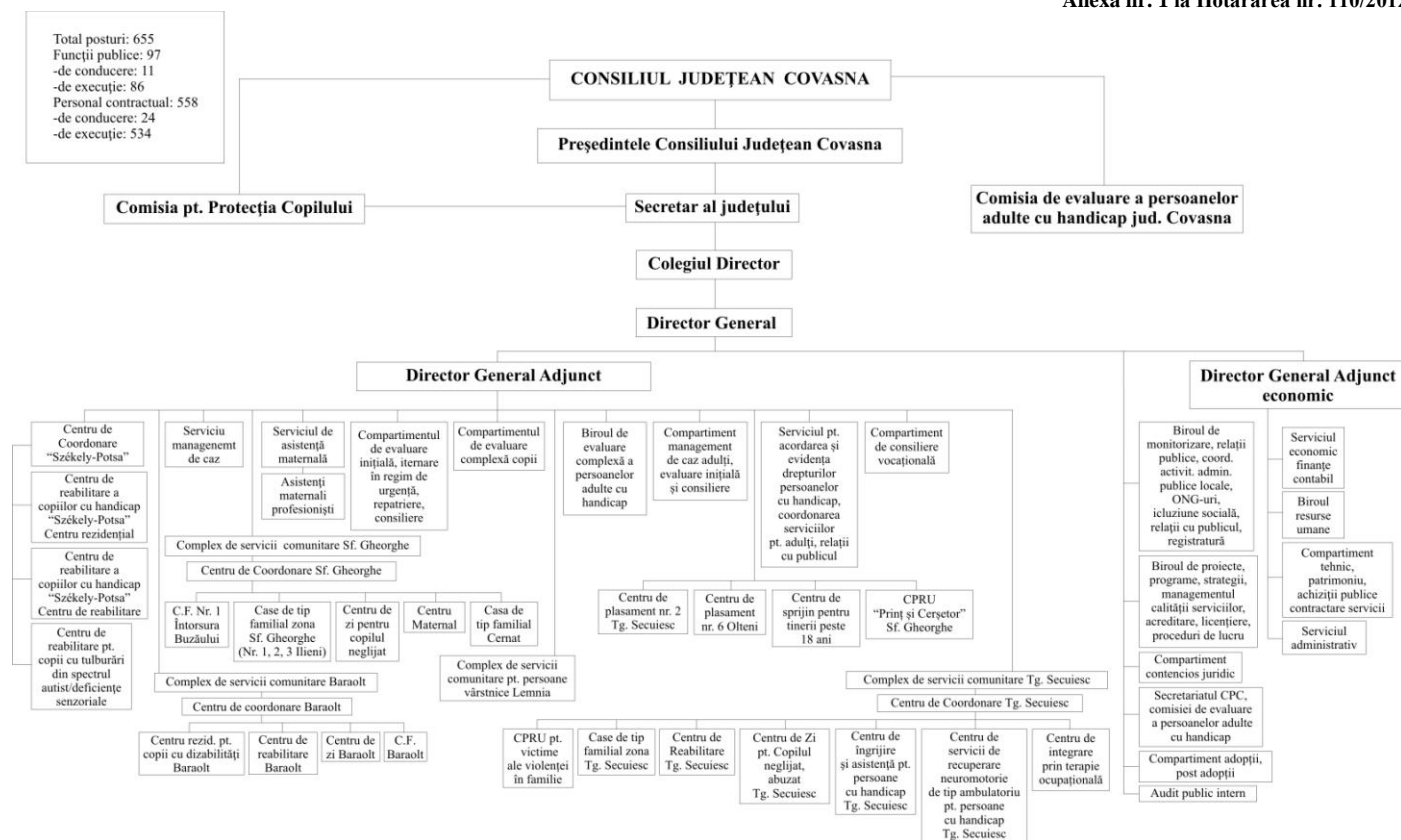 Anexa nr. 1 la Hotărârea nr. 110/2012
Total posturi: 655
Funcții publice: 97
-de conducere: 11
-de execuție: 86
Personal contractual: 558
-de conducere: 24
-de execuție: 534
CONSILIUL JUDEȚEAN COVASNA
Președintele Consiliului Județean Covasna
Comisia pt. Protecția Copilului
Secretar al județului
Comisia de evaluare a persoanelor
adulte cu handicap jud. Covasna
Colegiul Director
Director General
Director General Adjunct
Director General Adjunct
economic
Centru de
Coordonare
“Székely-Potsa”
Centru de
reabilitare a
copiilor cu handicap
“Székely-Potsa”
Centru rezidențial
Centru de
reabilitare a
copiilor cu handicap
“Székely-Potsa”
Centru de reabilitare
Centru de
reabilitare pt.
copii cu tulburări
din spectrul
autist/deficiențe
senzoriale
Serviciu
managenemt
de caz
Serviciul de
asistență
maternală
Asistenți
maternali
profesioniști
Compartimentul
de evaluare
inițială, iternare
în regim de
urgență,
repatriere,
consiliere
Compartimentul
de evaluare
complexă copii
Biroul de
evaluare
complexă a
persoanelor
adulte cu
handicap
Compartiment
management
de caz adulți,
evaluare inițială
și consiliere
Serviciul pt.
acordarea și
evidența
drepturilor
persoanelor
cu handicap,
coordonarea
serviciilor
pt. adulți, relații
cu publicul
Compartiment
de consiliere
vocațională
Complex de servicii comunitare Sf. Gheorghe
Centru de Coordonare Sf. Gheorghe
C.F. Nr. 1
Întorsura
Buzăului
Case de tip
familial zona
Sf. Gheorghe
(Nr. 1, 2, 3 Ilieni)
Centru de
zi pentru
copilul
neglijat
Centru
Maternal
Casa de
tip familial
Cernat
Centru de
plasament nr. 2
Tg. Secuiesc
Centru de
plasament
nr. 6 Olteni
Centru de
sprijin pentru
tinerii peste
18 ani
CPRU
“Prinț și Cerșetor”
Sf. Gheorghe
Complex de servicii
comunitare pt. persoane
vârstnice Lemnia
Complex de servicii comunitare Baraolt
Centru de coordonare Baraolt
Centru rezid. pt.
copii cu dizabilități
Baraolt
Centru de
reabilitare
Baraolt
Centru de
zi Baraolt
C.F.
Baraolt
Complex de servicii comunitare Tg. Secuiesc
Centru de Coordonare Tg. Secuiesc
CPRU pt.
victime
ale violenței
în familie
Case de tip
familial zona
Tg. Secuiesc
Centru de
Reabilitare
Tg. Secuiesc
Centru de Zi
pt. Copilul
neglijat,
abuzat
Tg. Secuiesc
Centru de
îngrijire
și asistență pt.
persoane
cu handicap
Tg. Secuiesc
Centru de
servicii de
recuperare
neuromotorie
de tip ambulatoriu
pt. persoane
cu handicap
Tg. Secuiesc
Centru de
integrare
prin terapie
ocupațională
Biroul de
monitorizare, relații
publice, coord.
activit. admin.
publice locale,
ONG-uri,
icluziune socială,
relații cu publicul,
registratură
Biroul de proiecte,
programe, strategii,
managementul
calității serviciilor,
acreditare, licențiere,
proceduri de lucru
Compartiment
contencios juridic
Secretariatul CPC,
comisiei de evaluare
a persoanelor adulte
cu handicap
Compartiment adopții,
post adopții
Audit public intern
Serviciul
economic
finanțe
contabil
Biroul
resurse
umane
Compartiment
tehnic,
patrimoniu,
achiziții publice
contractare servicii
Serviciul
administrativ